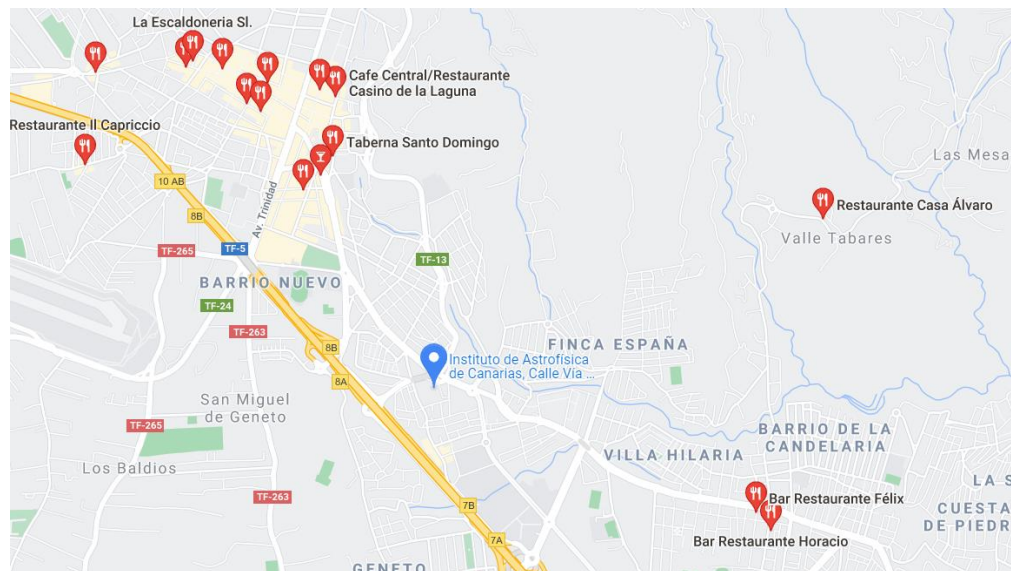 La Escaldoneria Sl.
Cafe Central/Restaurante
Casino de la Laguna
Restaurante Il Capriccio
Taberna Santo Domingo
Las Mesa
10 AB
8B
Av. Trinidad
Restaurante Casa Álvaro
Valle Tabares
TF-265
TF-5
TF-13
BARRIO NUEVO
TF-24
TF-263
8B
FINCA ESPAÑA
Instituto de Astrofísica
de Canarias, Calle Vía ...
8A
San Miguel
de Geneto
TF-265
BARRIO DE LA
CANDELARIA
VILLA HILARIA
Los Baldios
LA S
TF-263
Bar Restaurante Félix
7B
CUESTA
DE PIEDR
7A
Bar Restaurante Horacio
GENETO